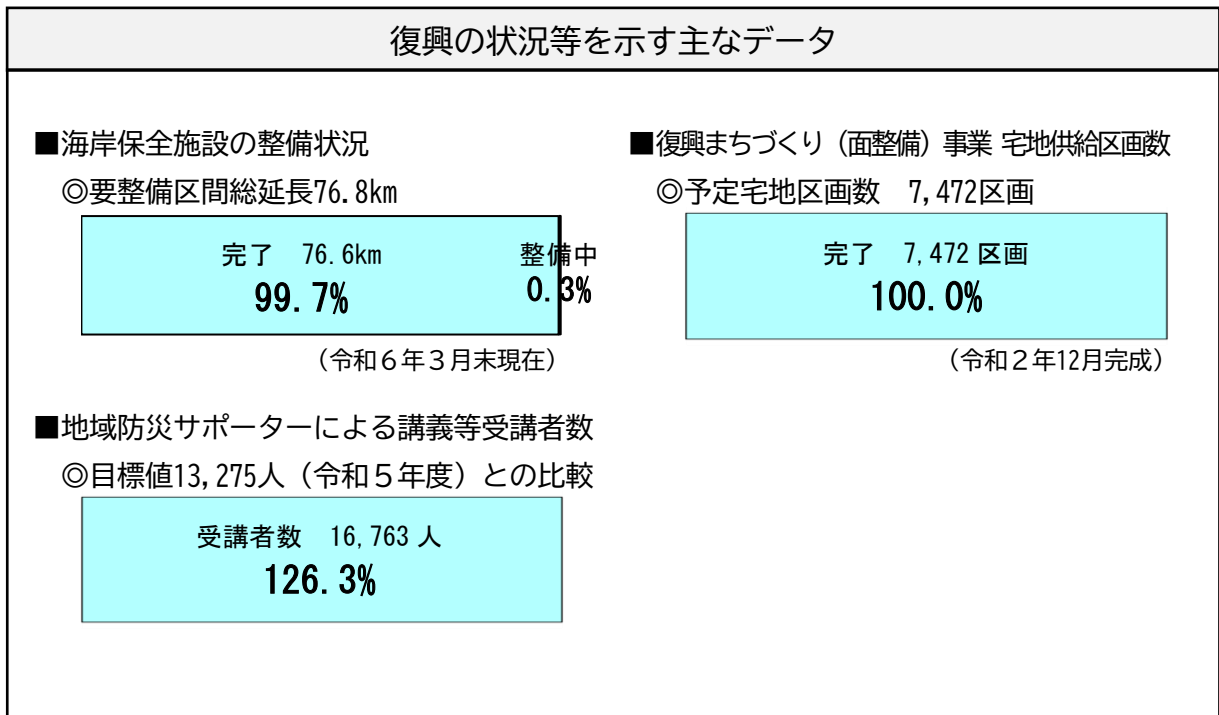 復興の状況等を示す主なデータ
■海岸保全施設の整備状況
◎要整備区間総延長76.8km
完了　76.6km
99.7%
整備中
0.3%
（令和６年３月末現在）
■復興まちづくり（面整備）事業 宅地供給区画数
◎予定宅地区画数　7,472区画
完了　7,472 区画
100.0%
（令和２年12月完成）
■地域防災サポーターによる講義等受講者数
◎目標値13,275人（令和５年度）との比較
受講者数　16,763 人
126.3%